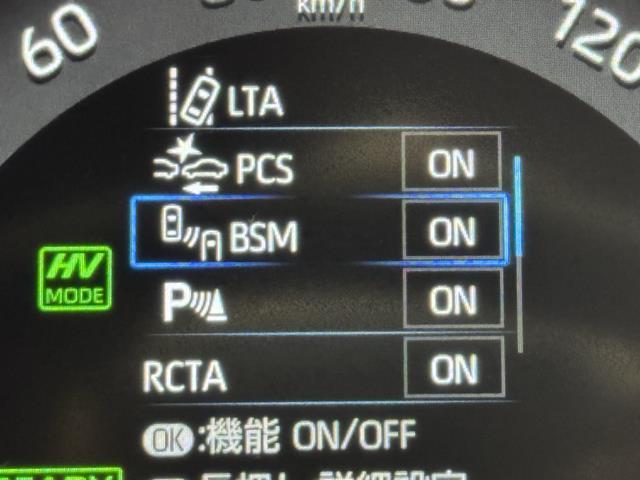 60 km/h 120
LTA
PCS ON
BSM ON
HV
MODE
P ON
RCTA ON
OK:機能 ON/OFF